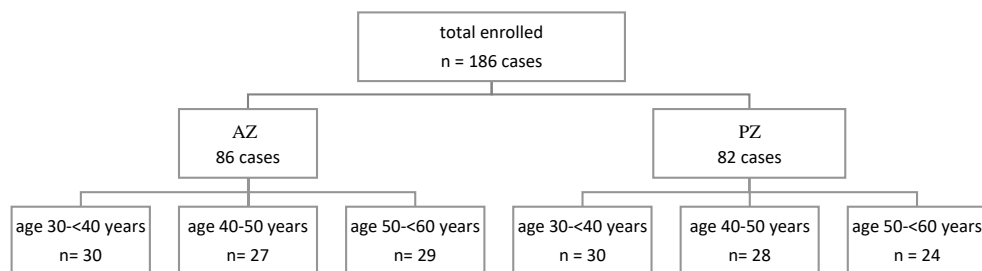 total enrolled
n = 186 cases
AZ
86 cases
PZ
82 cases
age 30-<40 years
n= 30
age 40-50 years
n= 27
age 50-<60 years
n= 29
age 30-<40 years
n= 30
age 40-50 years
n= 28
age 50-<60 years
n= 24